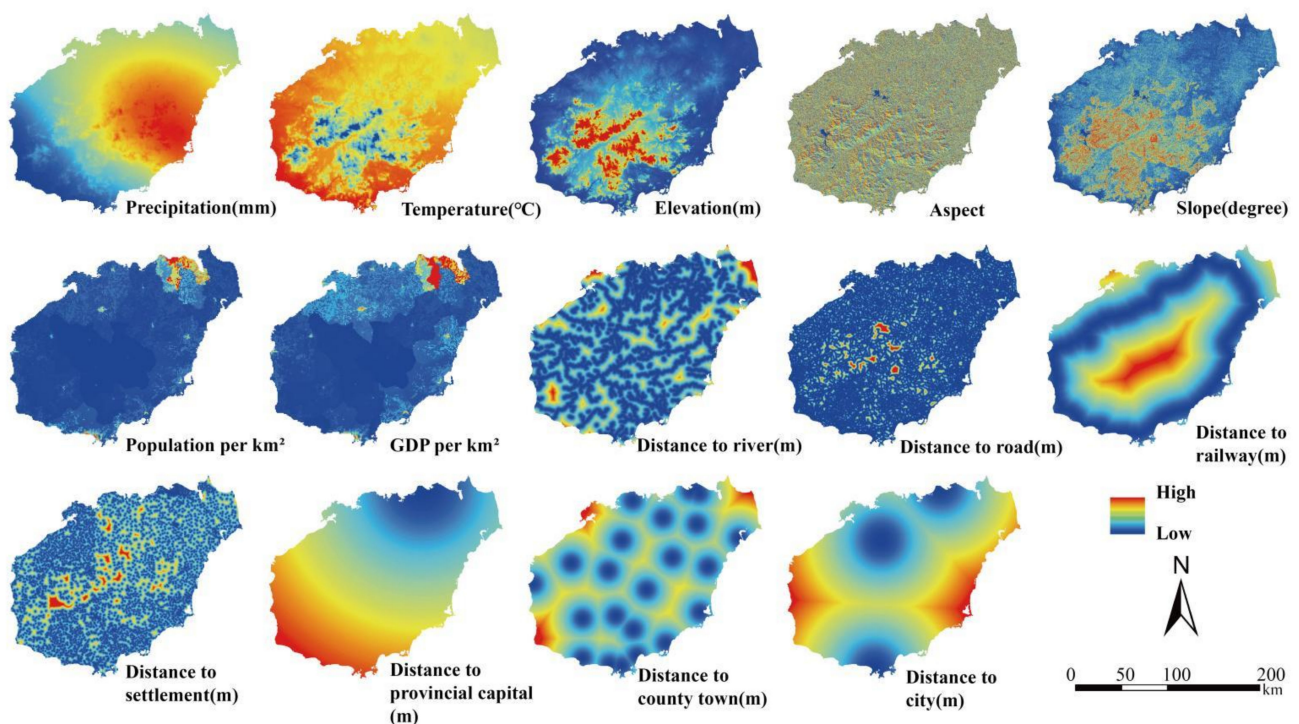 Precipitation(mm)
Temperature(°C)
Elevation(m)
Aspect
Slope(degree)
Population per km²
GDP per km²
Distance to river(m)
Distance to road(m)
Distance to
railway(m)
Distance to
settlement(m)
Distance to
provincial capital
(m)
Distance to
county town(m)
Distance to
city(m)
High
Low
N
0 50 100 200
km